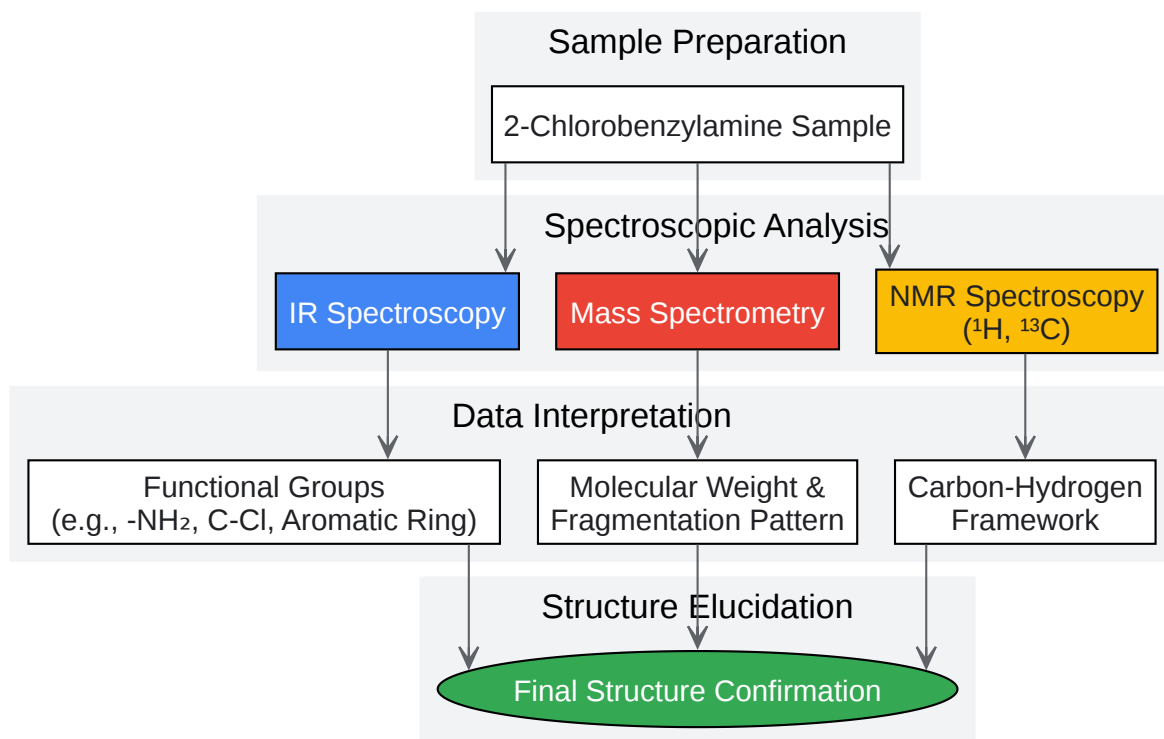 Sample Preparation
2-Chlorobenzylamine Sample
Spectroscopic Analysis
IR Spectroscopy
Mass Spectrometry
NMR Spectroscopy
(¹H, ¹³C)
Data Interpretation
Functional Groups
(e.g., -NH₂, C-Cl, Aromatic Ring)
Molecular Weight &
Fragmentation Pattern
Carbon-Hydrogen
Framework
Structure Elucidation
Final Structure Confirmation